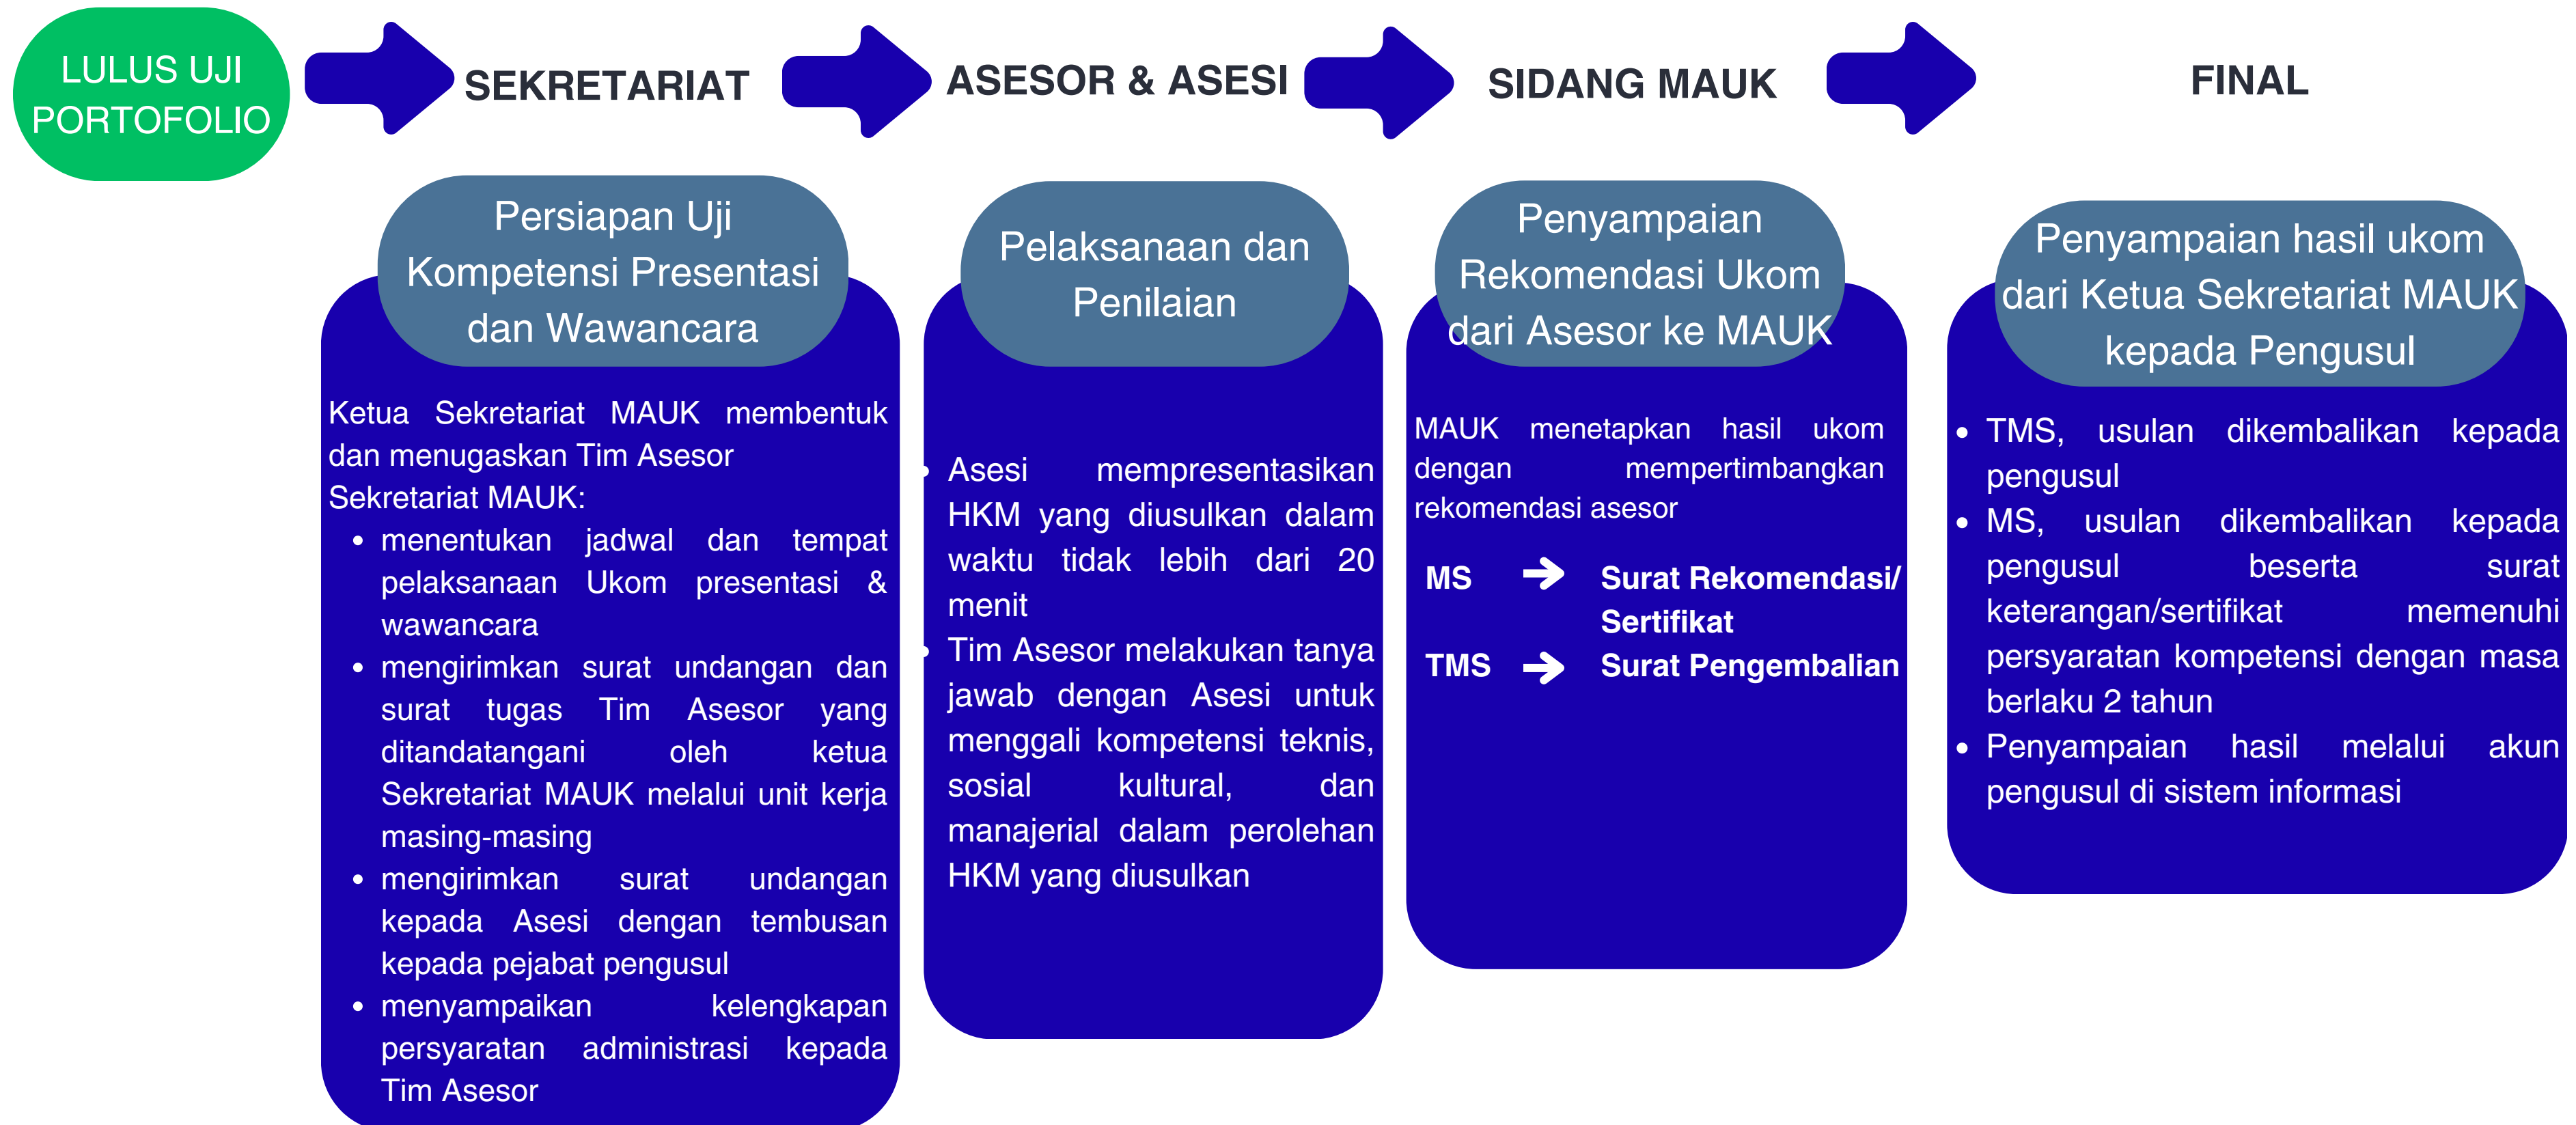 LULUS UJI
PORTOFOLIO
SEKRETARIAT
ASESOR & ASESI
SIDANG MAUK
FINAL
Persiapan Uji
Kompetensi Presentasi
dan Wawancara
Ketua Sekretariat MAUK membentuk
dan menugaskan Tim Asesor
Sekretariat MAUK:
• menentukan jadwal dan tempat
pelaksanaan Ukom presentasi &
wawancara
• mengirimkan surat undangan dan
surat tugas Tim Asesor yang
ditandatangani oleh ketua
Sekretariat MAUK melalui unit kerja
masing-masing
• mengirimkan surat undangan
kepada Asesi dengan tembusan
kepada pejabat pengusul
• menyampaikan kelengkapan
persyaratan administrasi kepada
Tim Asesor
Pelaksanaan dan
Penilaian
• Asesi mempresentasikan
HKM yang diusulkan dalam
waktu tidak lebih dari 20
menit
• Tim Asesor melakukan tanya
jawab dengan Asesi untuk
menggali kompetensi teknis,
sosial kultural, dan
manajerial dalam perolehan
HKM yang diusulkan
Penyampaian
Rekomendasi Ukom
dari Asesor ke MAUK
MAUK menetapkan hasil ukom
dengan mempertimbangkan
rekomendasi asesor
MS → Surat Rekomendasi/
Sertifikat
TMS → Surat Pengembalian
Penyampaian hasil ukom
dari Ketua Sekretariat MAUK
kepada Pengusul
• TMS, usulan dikembalikan kepada
pengusul
• MS, usulan dikembalikan kepada
pengusul beserta surat
keterangan/sertifikat memenuhi
persyaratan kompetensi dengan masa
berlaku 2 tahun
• Penyampaian hasil melalui akun
pengusul di sistem informasi